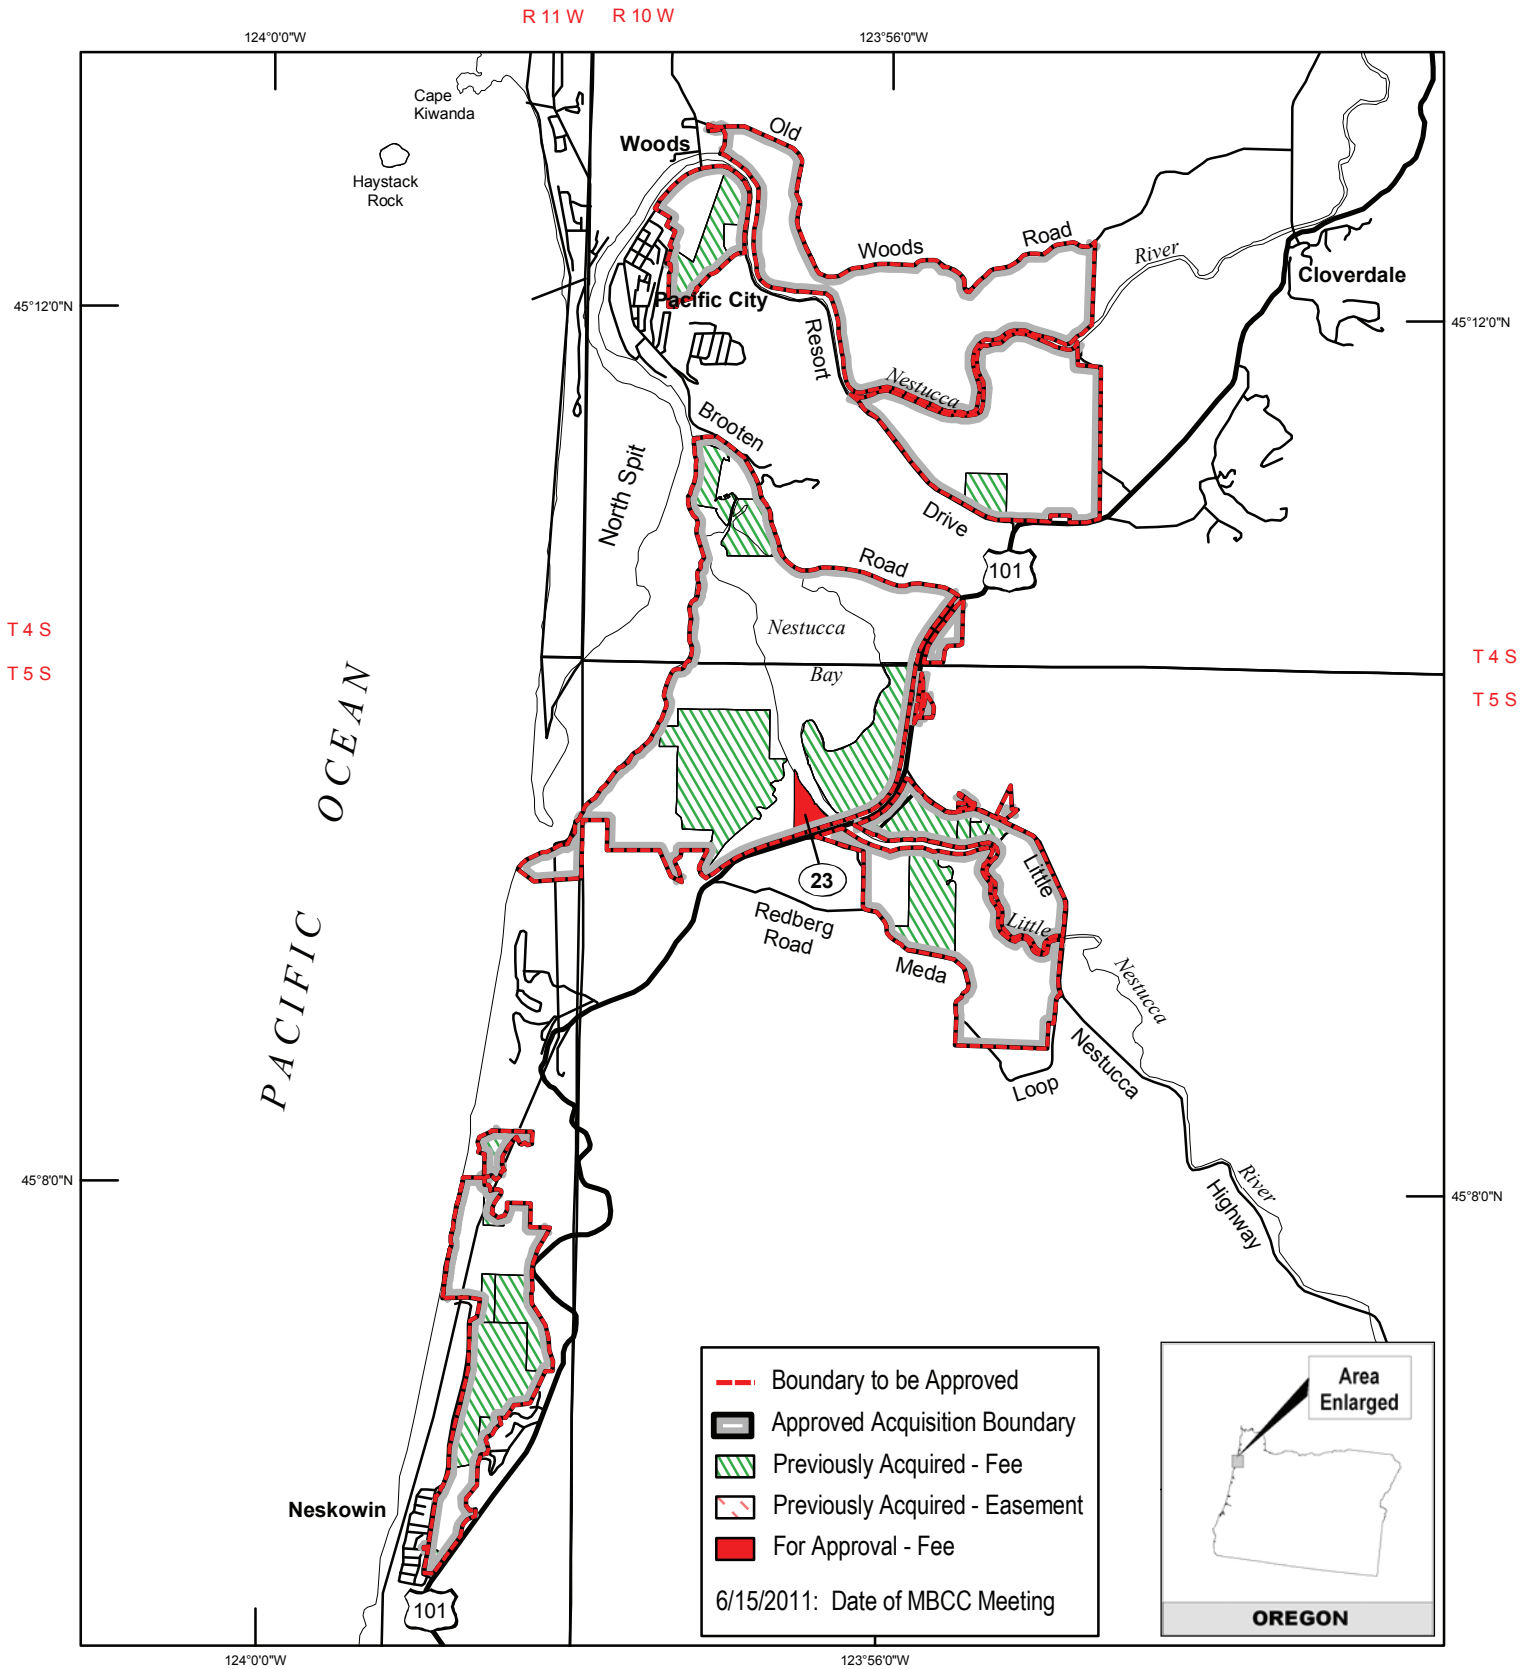 R 11 W R 10 W
124°0'0"W 123°56'0"W
Cape
Kiwanda
Haystack
Rock
Woods
Old
Woods
Road
River
Cloverdale
45°12'0"N
45°12'0"N
Pacific City
Resort
Nestucca
Brooten
North Spit
Drive
Road
101
T 4 S
T 5 S
Nestucca
Bay
T 4 S
T 5 S
PACIFIC OCEAN
23
Redberg
Road
Little
Little
Meda
Nestucca
Nestucca
Loop
River
Highway
45°8'0"N
45°8'0"N
Neskowin
101
Boundary to be Approved
Approved Acquisition Boundary
Previously Acquired - Fee
Previously Acquired - Easement
For Approval - Fee
6/15/2011: Date of MBCC Meeting
Area
Enlarged
OREGON
124°0'0"W 123°56'0"W